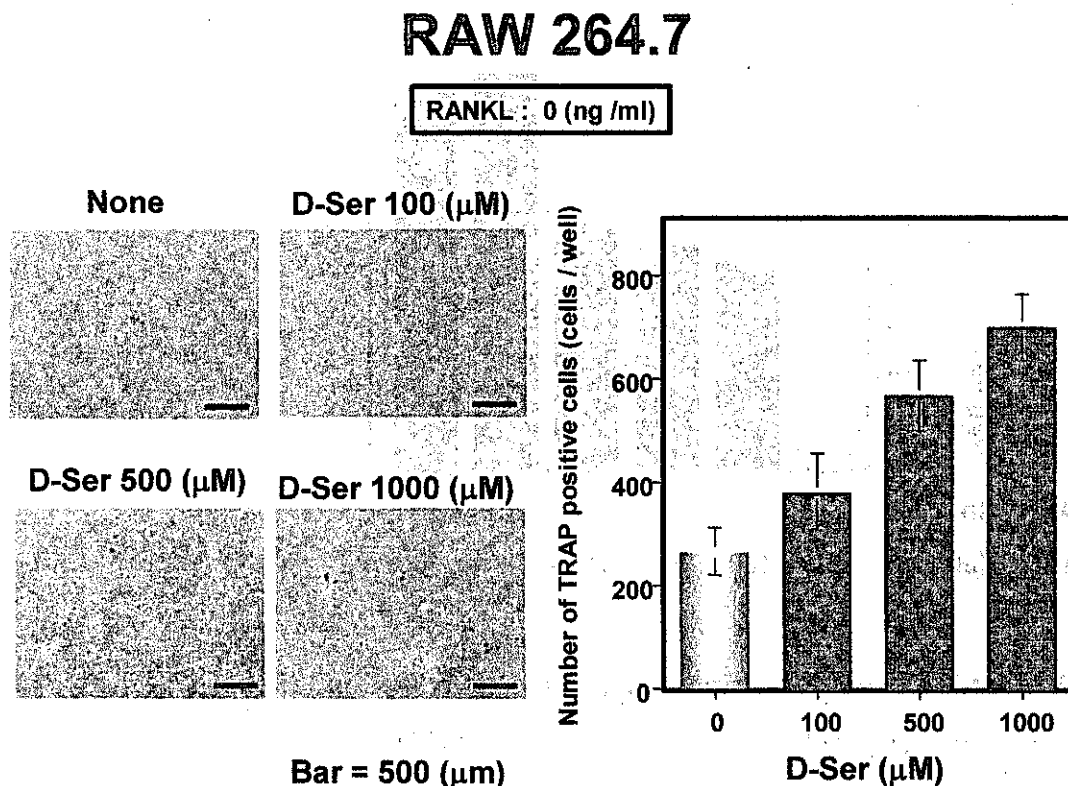 RAW 264.7
RANKL : 0 (ng /ml)
None
D-Ser 100 (μM)
D-Ser 500 (μM)
D-Ser 1000 (μM)
Bar = 500 (μm)
Number of TRAP positive cells (cells / well)
800
600
400
200
0
0 100 500 1000
D-Ser (μM)